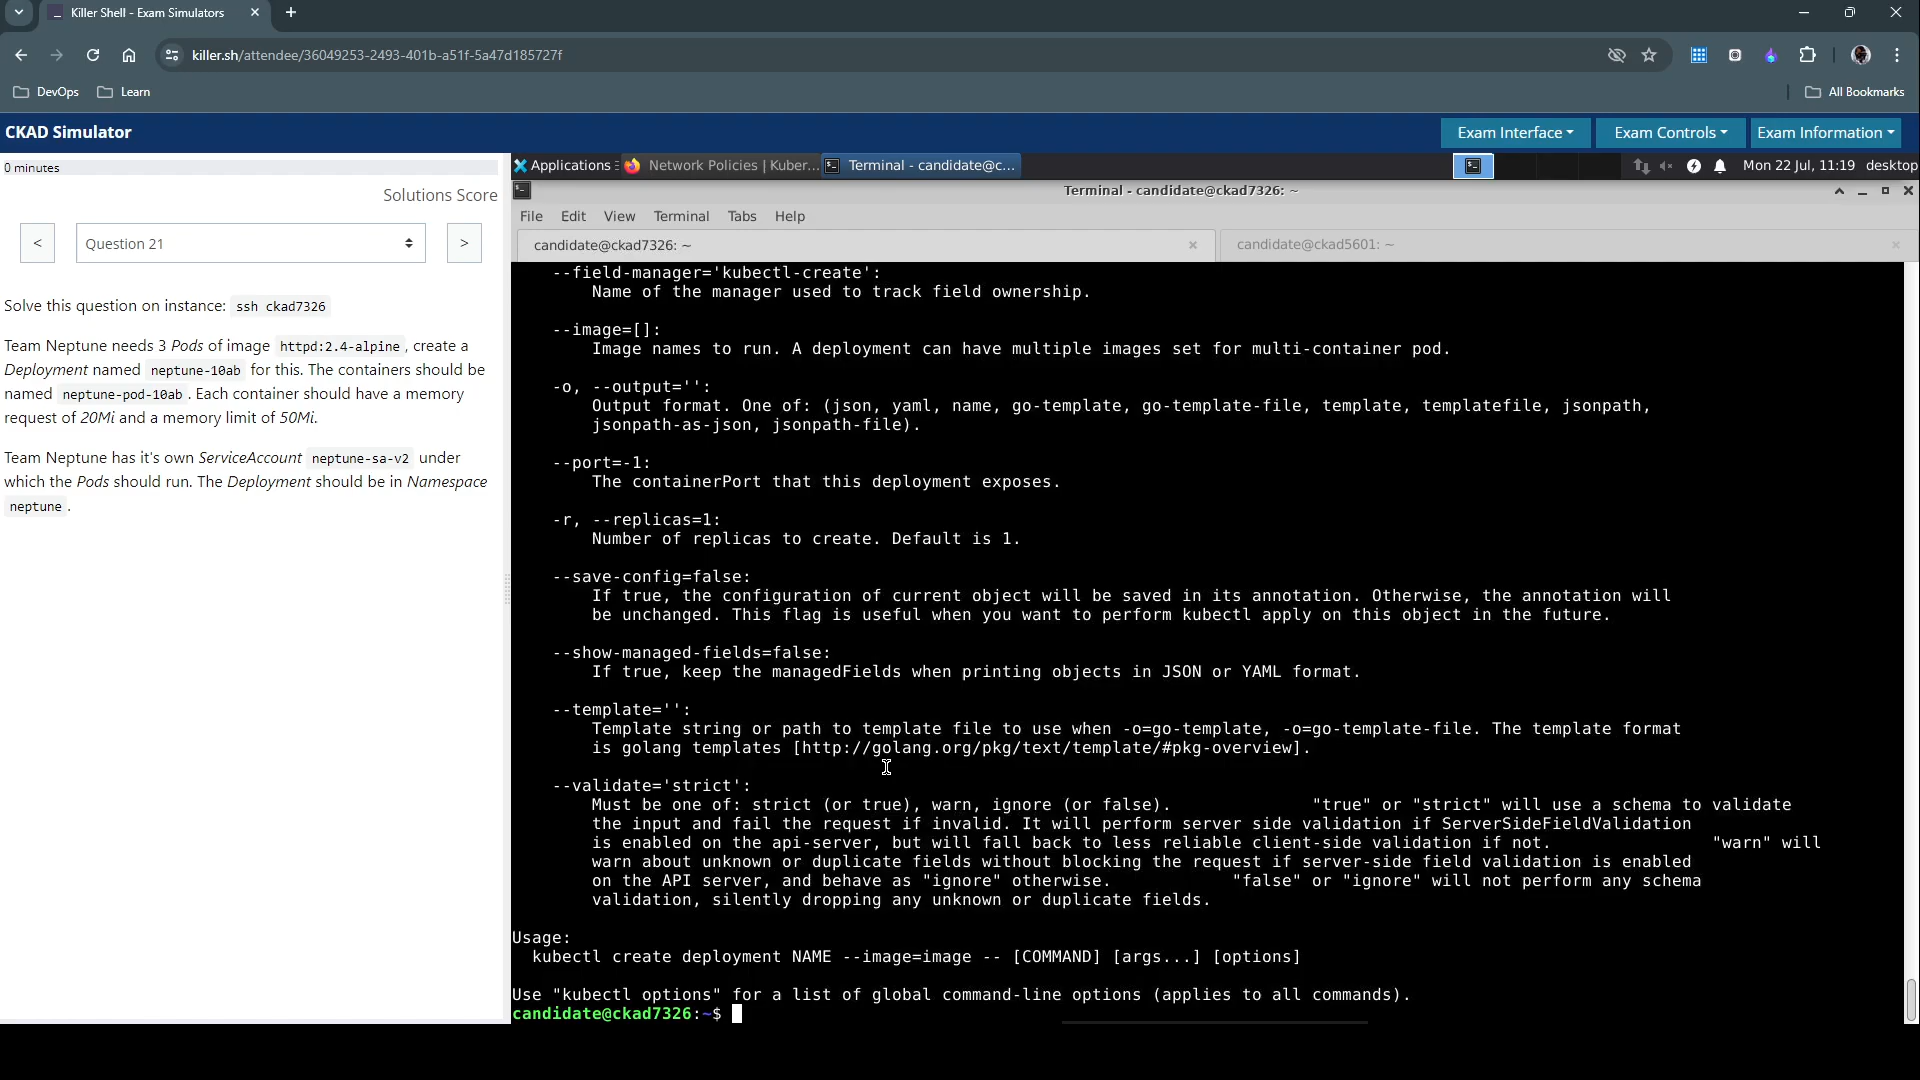 Killer Shell - Exam Simulators
killer.sh/attendee/36049253-2493-401b-a51f-5a47d185727f
DevOps
Learn
All Bookmarks
CKAD Simulator
Exam Interface
Exam Controls
Exam Information
0 minutes
Applications
Network Policies | Kuber...
Terminal - candidate@c...
Mon 22 Jul, 11:19
desktop
Solutions Score
<
Question 21
>
Solve this question on instance: ssh ckad7326
Team Neptune needs 3 Pods of image httpd:2.4-alpine, create a
Deployment named neptune-10ab for this. The containers should be
named neptune-pod-10ab. Each container should have a memory
request of 20Mi and a memory limit of 50Mi.
Team Neptune has it's own ServiceAccount neptune-sa-v2 under
which the Pods should run. The Deployment should be in Namespace
neptune.
Terminal - candidate@ckad7326: ~
File Edit View Terminal Tabs Help
candidate@ckad7326: ~
candidate@ckad5601: ~
--field-manager='kubectl-create':
Name of the manager used to track field ownership.
--image=[]:
Image names to run. A deployment can have multiple images set for multi-container pod.
-o, --output='':
Output format. One of: (json, yaml, name, go-template, go-template-file, template, templatefile, jsonpath,
jsonpath-as-json, jsonpath-file).
--port=-1:
The containerPort that this deployment exposes.
-r, --replicas=1:
Number of replicas to create. Default is 1.
--save-config=false:
If true, the configuration of current object will be saved in its annotation. Otherwise, the annotation will
be unchanged. This flag is useful when you want to perform kubectl apply on this object in the future.
--show-managed-fields=false:
If true, keep the managedFields when printing objects in JSON or YAML format.
--template='':
Template string or path to template file to use when -o=go-template, -o=go-template-file. The template format
is golang templates [http://golang.org/pkg/text/template/#pkg-overview].
--validate='strict':
Must be one of: strict (or true), warn, ignore (or false). "true" or "strict" will use a schema to validate
the input and fail the request if invalid. It will perform server side validation if ServerSideFieldValidation
is enabled on the api-server, but will fall back to less reliable client-side validation if not. "warn" will
warn about unknown or duplicate fields without blocking the request if server-side field validation is enabled
on the API server, and behave as "ignore" otherwise. "false" or "ignore" will not perform any schema
validation, silently dropping any unknown or duplicate fields.
Usage:
kubectl create deployment NAME --image=image -- [COMMAND] [args...] [options]
Use "kubectl options" for a list of global command-line options (applies to all commands).
candidate@ckad7326:~$